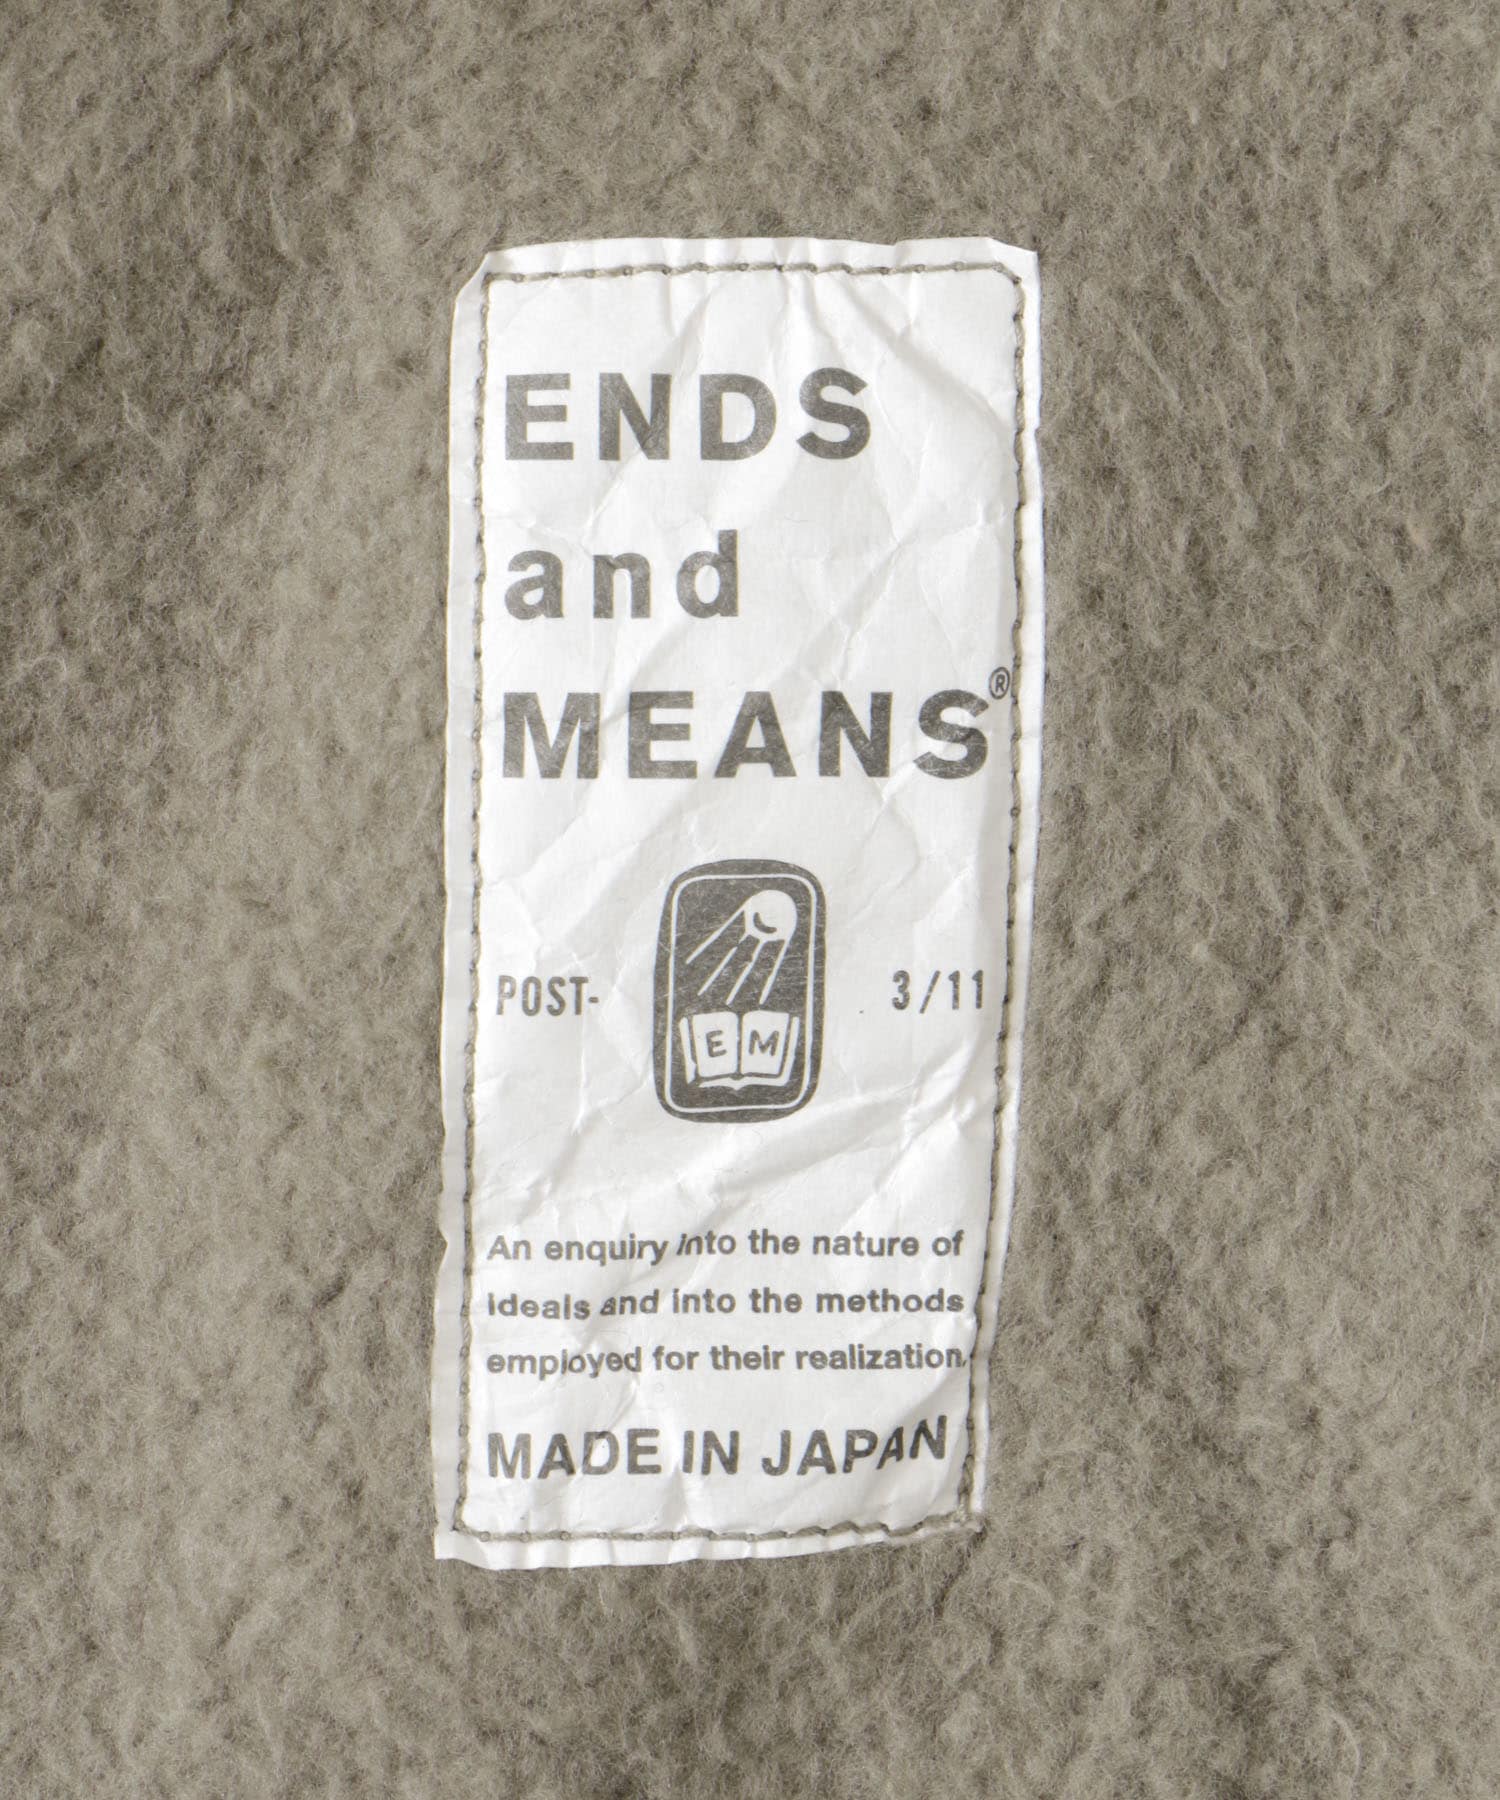 ENDS
and
MEANS®
POST- 3/11
E M
An enquiry into the nature of
ideals and into the methods
employed for their realization.
MADE IN JAPAN